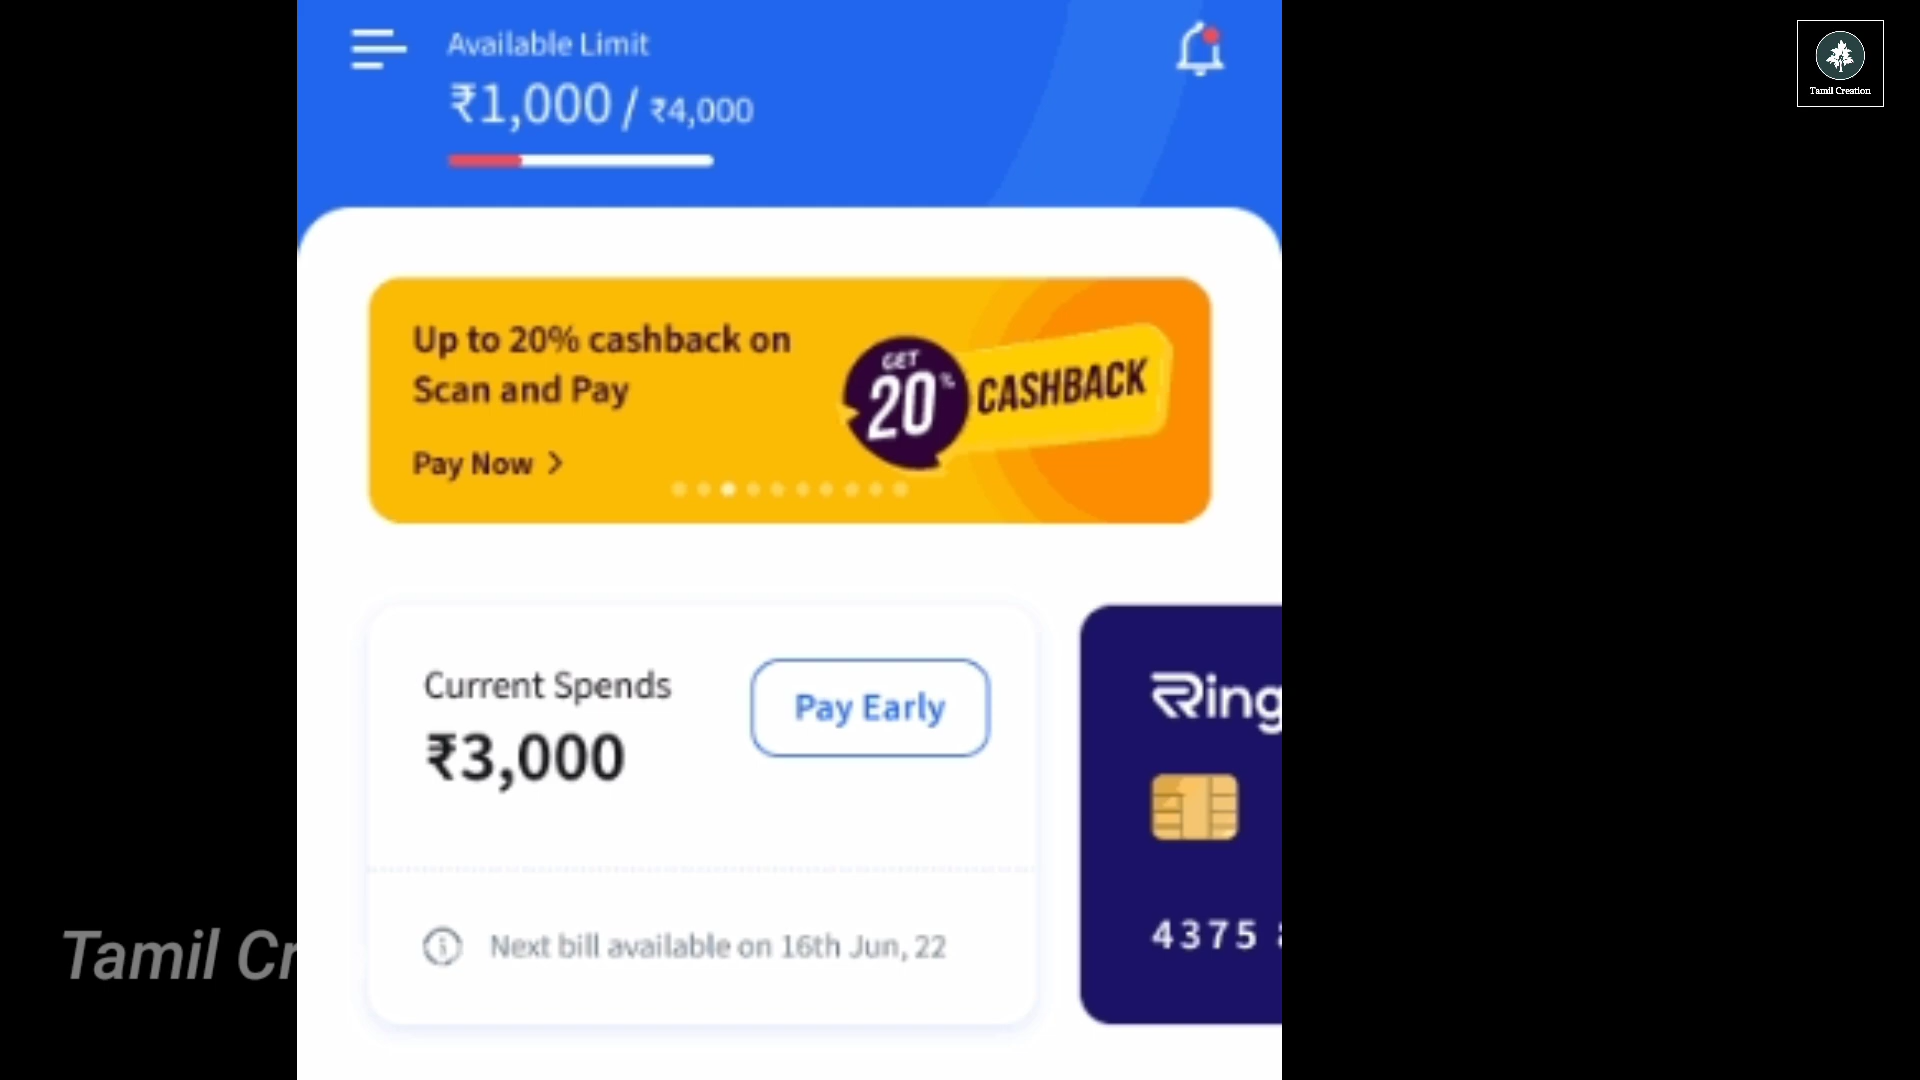 Available Limit
₹1,000 / ₹4,000
Tamil Creation
Up to 20% cashback on
Scan and Pay
Pay Now >
GET
20%
CASHBACK
Current Spends
₹3,000
Pay Early
Next bill available on 16th Jun, 22
Ring
4375
Tamil Cr